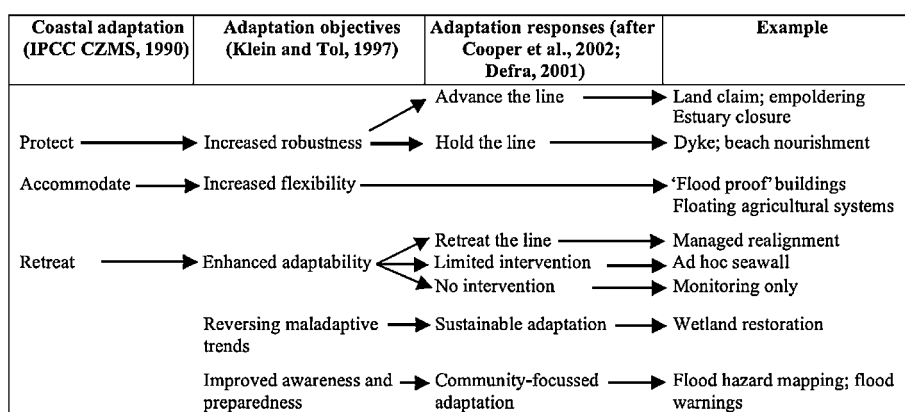 Coastal adaptation
(IPCC CZMS, 1990)
Adaptation objectives
(Klein and Tol, 1997)
Adaptation responses (after
Cooper et al., 2002;
Defra, 2001)
Example
Protect
Increased robustness
Advance the line
Land claim; empoldering
Estuary closure
Hold the line
Dyke; beach nourishment
Accommodate
Increased flexibility
‘Flood proof’ buildings
Floating agricultural systems
Retreat
Enhanced adaptability
Retreat the line
Managed realignment
Limited intervention
Ad hoc seawall
No intervention
Monitoring only
Reversing maladaptive
trends
Sustainable adaptation
Wetland restoration
Improved awareness and
preparedness
Community-focussed
adaptation
Flood hazard mapping; flood
warnings